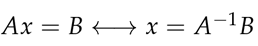 Ax = B ⟷ x = A⁻¹B